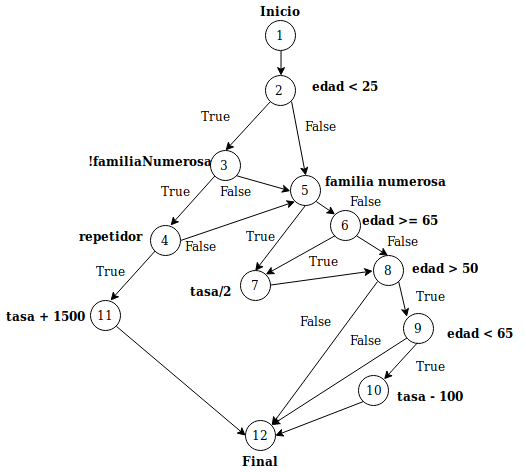 Inicio
1
2
edad < 25
True
False
!familiaNumerosa
3
True
False
5
familia numerosa
False
repetidor
4
False
True
6
edad >= 65
False
True
True
7
tasa/2
8
edad > 50
True
tasa + 1500
11
False
False
9
edad < 65
True
10
tasa - 100
12
Final